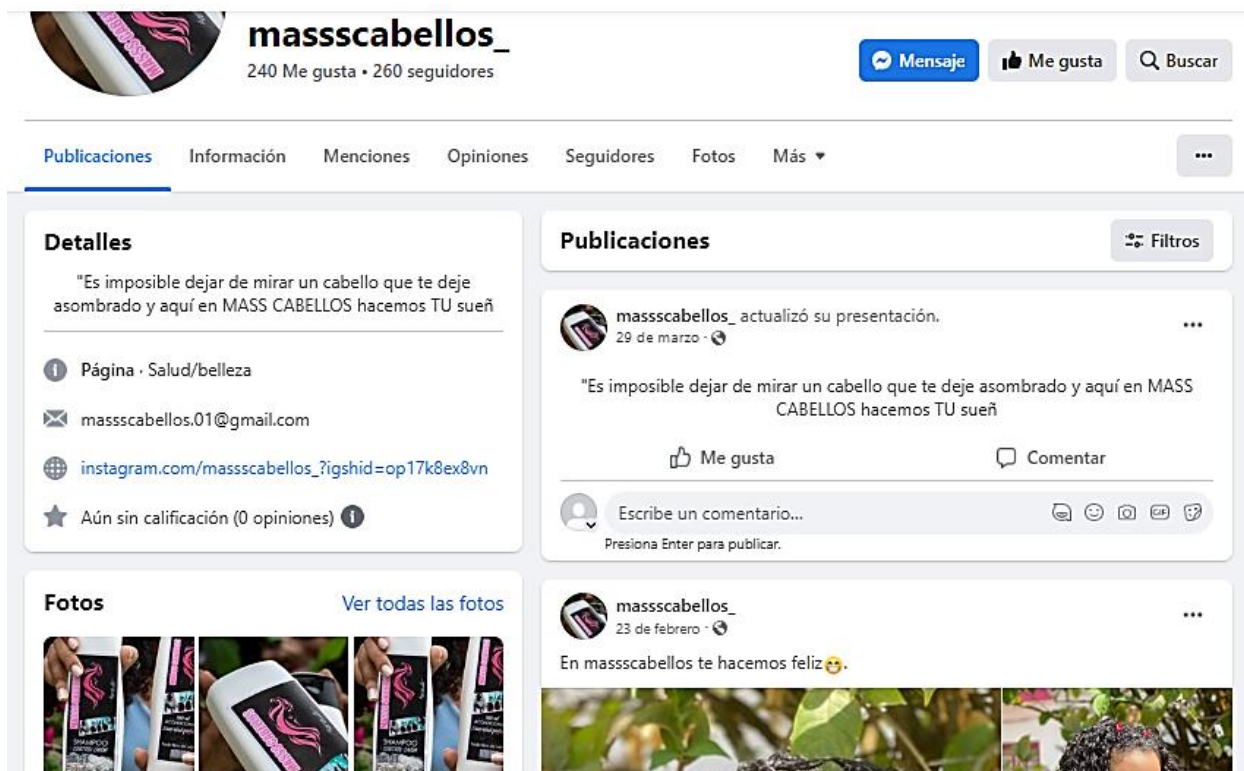 massscabellos_
240 Me gusta • 260 seguidores
Mensaje
Me gusta
Buscar
Publicaciones
Información
Menciones
Opiniones
Seguidores
Fotos
Más
Detalles
"Es imposible dejar de mirar un cabello que te deje
asombrado y aquí en MASS CABELLOS hacemos TU sueñ
Página · Salud/belleza
massscabellos.01@gmail.com
instagram.com/massscabellos_?igshid=op17k8ex8vn
Aún sin calificación (0 opiniones)
Fotos
Ver todas las fotos
SHAMPOO
MASSS CABELLOS
SHAMPOO
Publicaciones
Filtros
massscabellos_ actualizó su presentación.
29 de marzo ·
"Es imposible dejar de mirar un cabello que te deje asombrado y aquí en MASS
CABELLOS hacemos TU sueñ
Me gusta
Comentar
Escribe un comentario...
GIF
Presiona Enter para publicar.
massscabellos_
23 de febrero ·
En massscabellos te hacemos feliz😁.